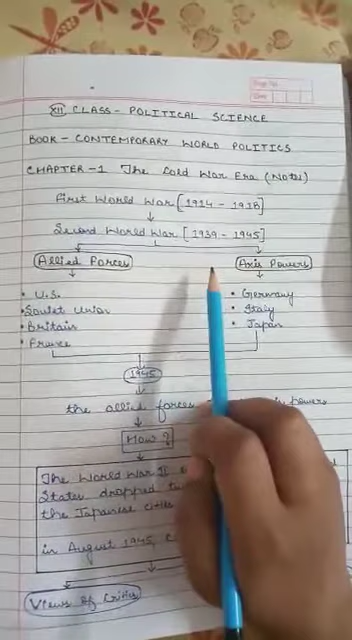 XII CLASS - POLITICAL SCIENCE
BOOK - CONTEMPORARY WORLD POLITICS
CHAPTER - 1 The Cold War Era (Notes)
First World War [1914 - 1918]
Second World War [1939 - 1945]
Allied Forces
Axis Powers
• U.S.
• Soviet Union
• Britain
• France
• Germany
• Italy
• Japan
1945
the allied forces powers
How?
The World War II
States dropped
the Japanese cities
in August 1945,
Views of Critics